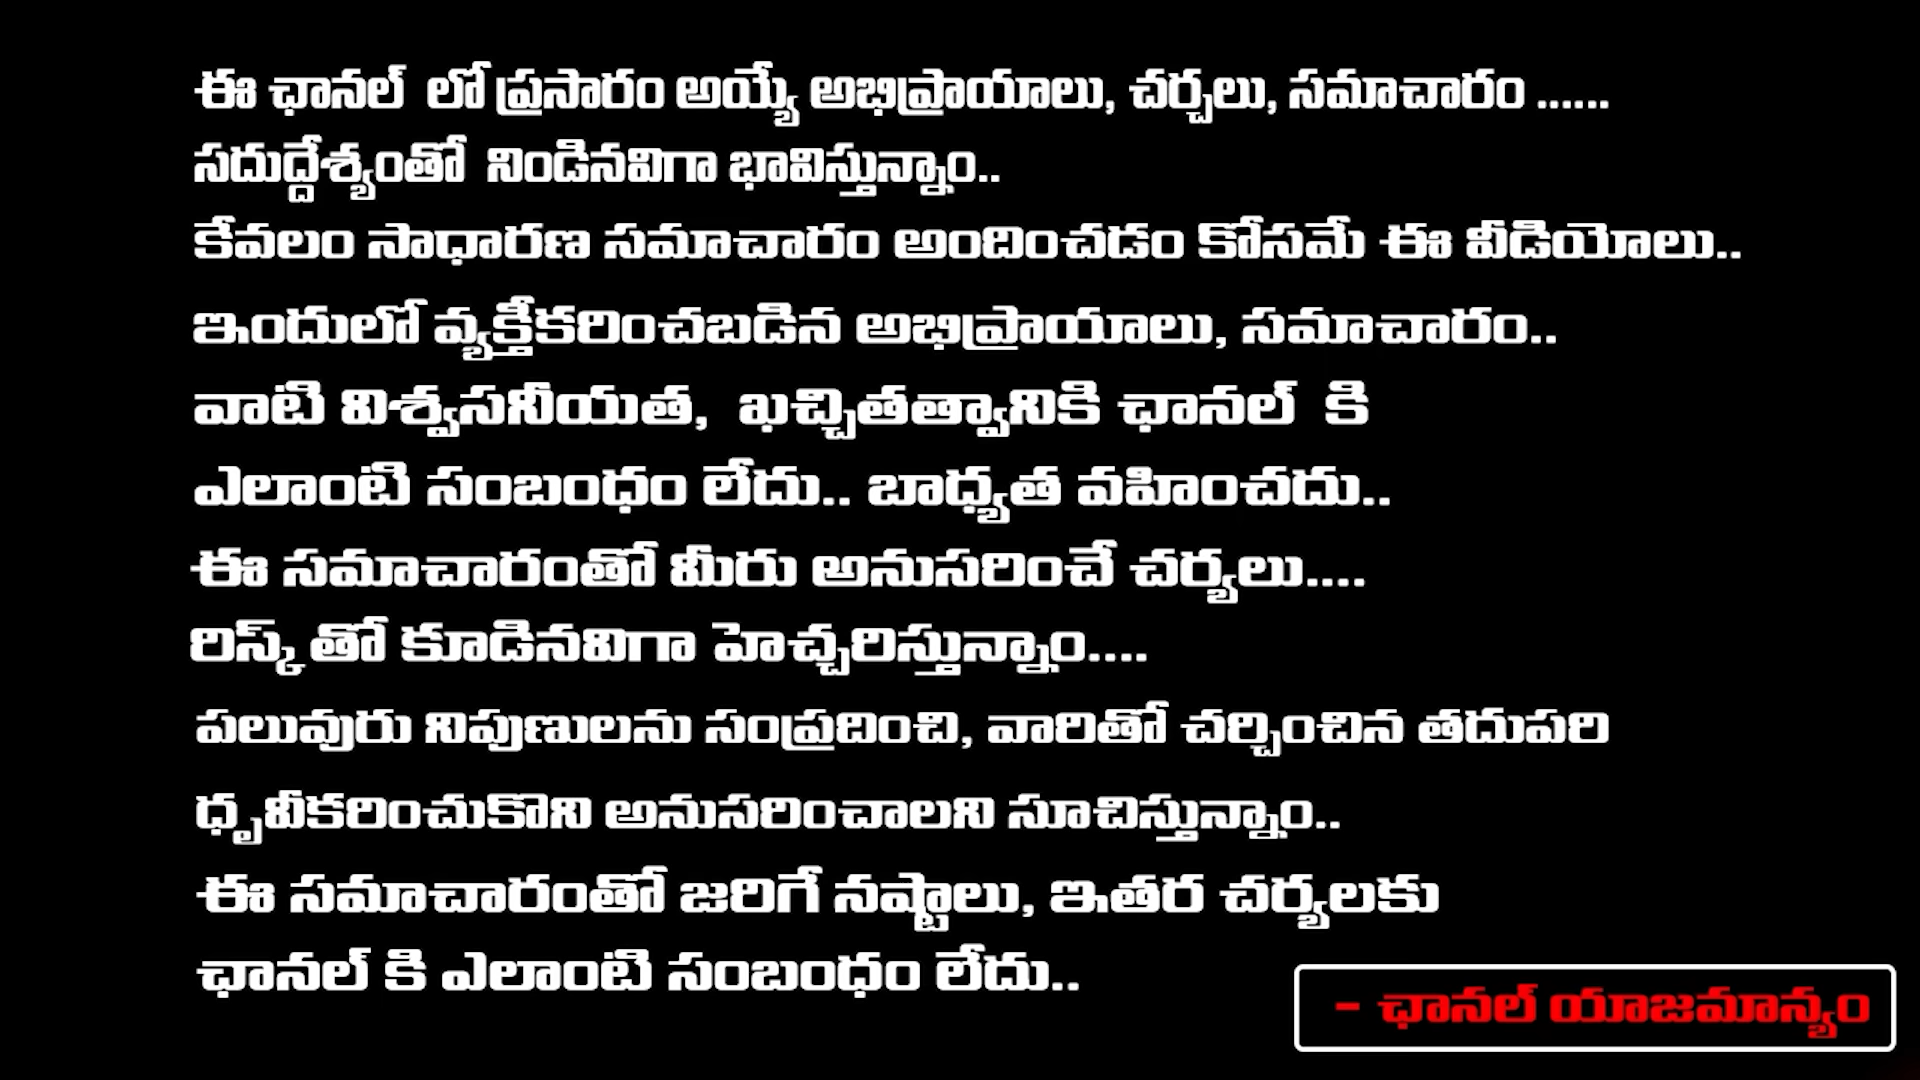 ఈ ఛానల్ లో ప్రసారం అయ్యే అభిప్రాయాలు, చర్చలు, సమాచారం ......
సదుద్దేశ్యంతో నిండినవిగా భావిస్తున్నాం..
కేవలం సాధారణ సమాచారం అందించడం కోసమే ఈ వీడియోలు..
ఇందులో వ్యక్తీకరించబడిన అభిప్రాయాలు, సమాచారం..
వాటి విశ్వసనీయత, ఖచ్చితత్వానికి ఛానల్ కి
ఎలాంటి సంబంధం లేదు.. బాధ్యత వహించదు..
ఈ సమాచారంతో మీరు అనుసరించే చర్యలు....
రిస్క్ తో కూడినవిగా హెచ్చరిస్తున్నాం....
పలువురు నిపుణులను సంప్రదించి, వారితో చర్చించిన తదుపరి
ధృవీకరించుకొని అనుసరించాలని సూచిస్తున్నాం..
ఈ సమాచారంతో జరిగే నష్టాలు, ఇతర చర్యలకు
ఛానల్ కి ఎలాంటి సంబంధం లేదు..
- ఛానల్ యాజమాన్యం